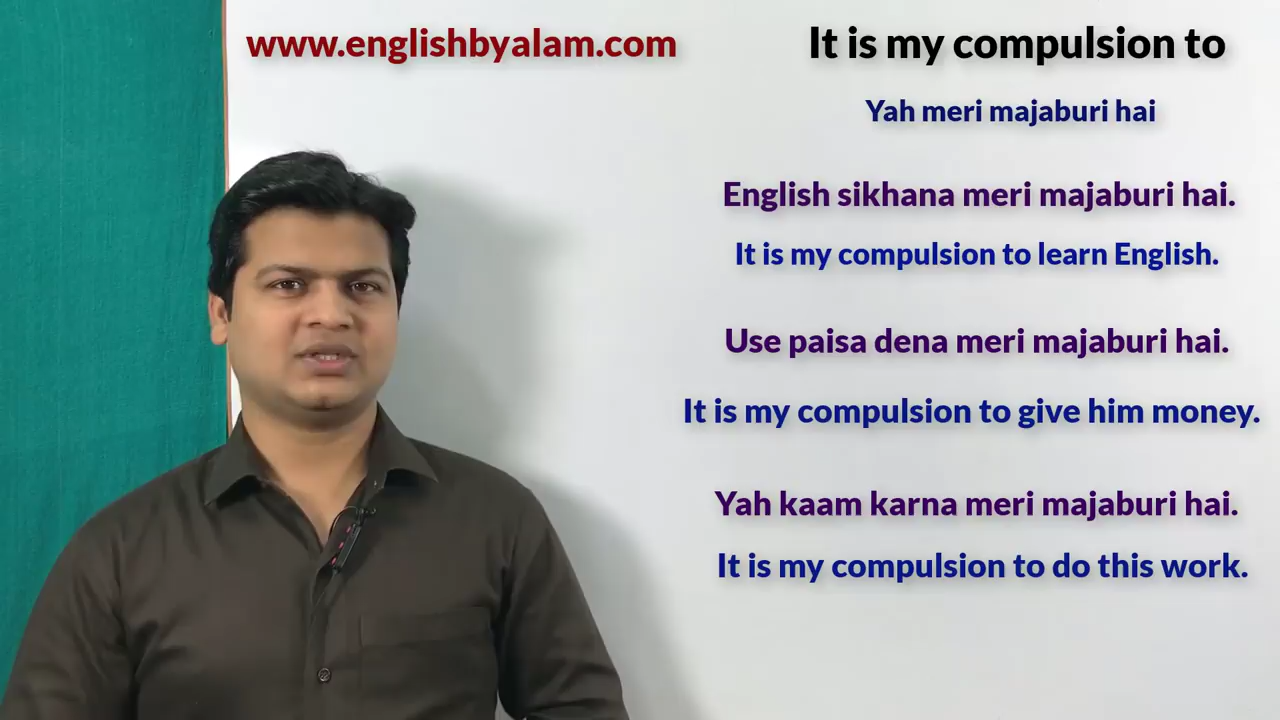 www.englishbyalam.com
It is my compulsion to
Yah meri majaburi hai
English sikhana meri majaburi hai.
It is my compulsion to learn English.
Use paisa dena meri majaburi hai.
It is my compulsion to give him money.
Yah kaam karna meri majaburi hai.
It is my compulsion to do this work.